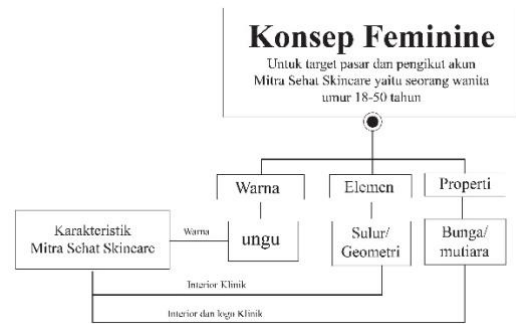 Konsep Feminine
Untuk target pasar dan pengikut akun
Mitra Sehat Skincare yaitu seorang wanita
umur 18-50 tahun
Warna
Elemen
Properti
Karakteristik
Mitra Sehat Skincare
Warna
ungu
Sulur/
Geometri
Bunga/
mutiara
Interior Klinik
Interior dan logo Klinik